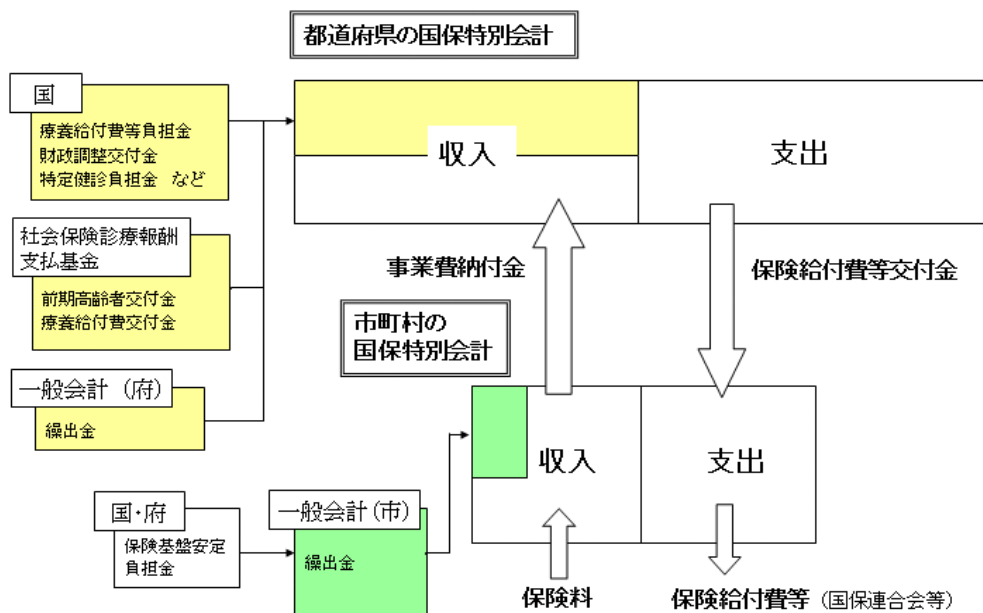 都道府県の国保特別会計
国
療養給付費等負担金
財政調整交付金
特定健診負担金 など
収入
支出
社会保険診療報酬
支払基金
前期高齢者交付金
療養給付費交付金
事業費納付金
保険給付費等交付金
市町村の
国保特別会計
一般会計 (府)
繰出金
収入
支出
国・府
保険基盤安定
負担金
一般会計(市)
繰出金
保険料
保険給付費等 (国保連合会等)